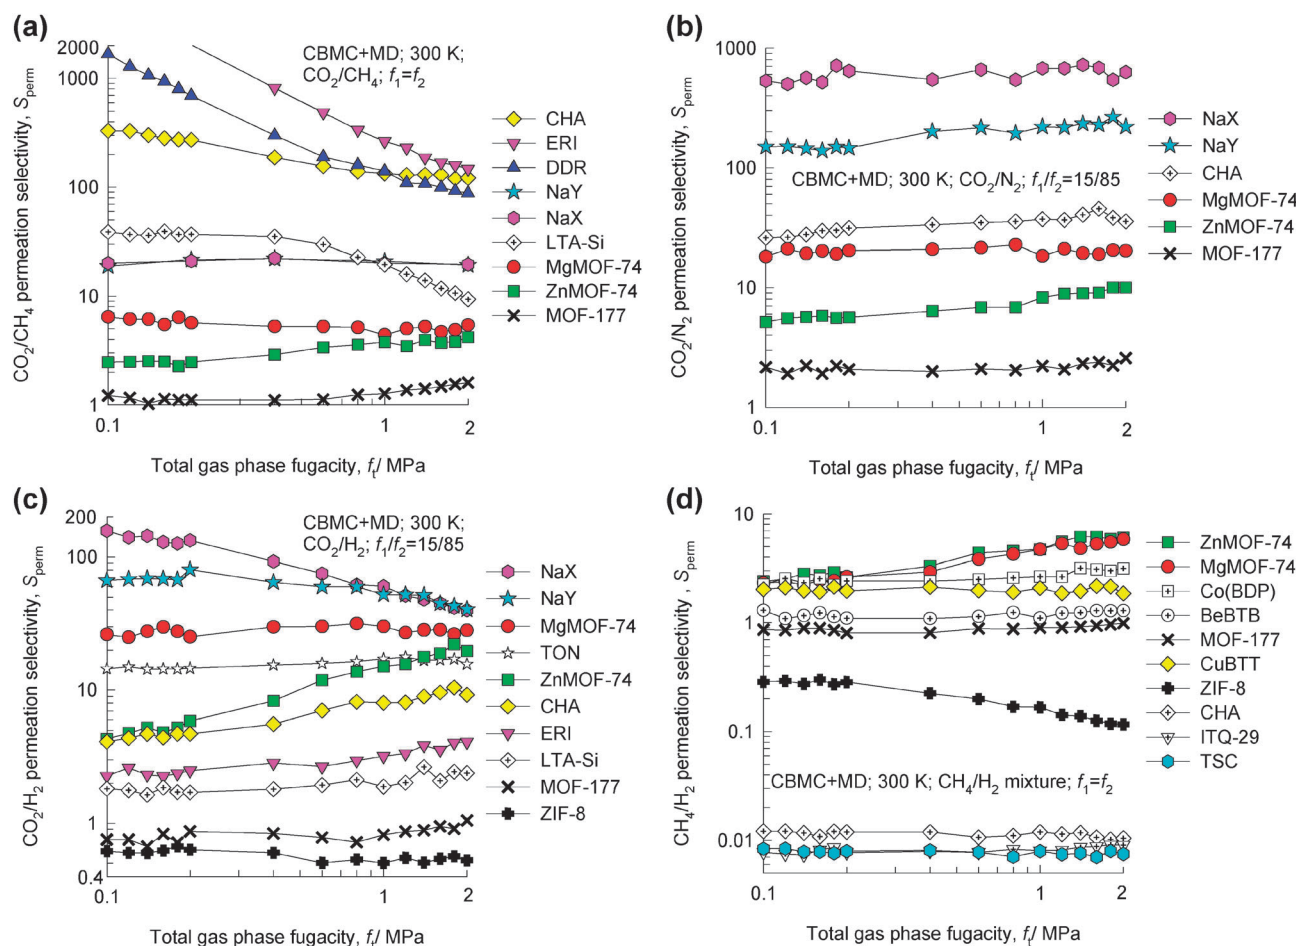 (a)
2000
1000
100
10
1
CO2/CH4 permeation selectivity, Sperm
CBMC+MD; 300 K;
CO2/CH4; f1=f2
CHA
ERI
DDR
NaY
NaX
LTA-Si
MgMOF-74
ZnMOF-74
MOF-177
0.1
1
2
Total gas phase fugacity, ft/ MPa
(b)
1000
100
10
1
CO2/N2 permeation selectivity, Sperm
CBMC+MD; 300 K; CO2/N2; f1/f2=15/85
NaX
NaY
CHA
MgMOF-74
ZnMOF-74
MOF-177
0.1
1
2
Total gas phase fugacity, ft/ MPa
(c)
200
100
10
1
0.4
CO2/H2 permeation selectivity, Sperm
CBMC+MD; 300 K;
CO2/H2; f1/f2=15/85
NaX
NaY
MgMOF-74
TON
ZnMOF-74
CHA
ERI
LTA-Si
MOF-177
ZIF-8
0.1
1
2
Total gas phase fugacity, ft/ MPa
(d)
10
1
0.1
0.01
CH4/H2 permeation selectivity, Sperm
CBMC+MD; 300 K; CH4/H2 mixture; f1=f2
ZnMOF-74
MgMOF-74
Co(BDP)
BeBTB
MOF-177
CuBTT
ZIF-8
CHA
ITQ-29
TSC
0.1
1
2
Total gas phase fugacity, ft/ MPa